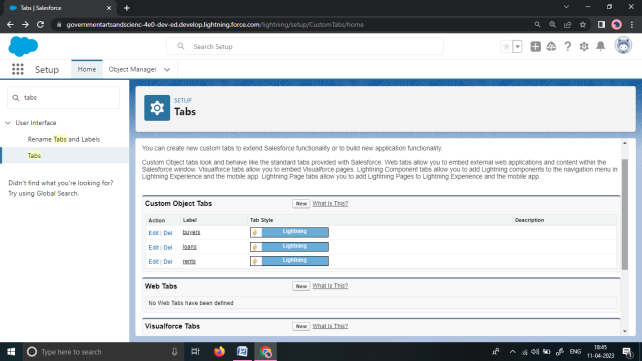 Tabs | Salesforce
governmentartsandscienc-4e0-dev-ed.develop.lightning.force.com/lightning/setup/CustomTabs/home
Search Setup
Setup
Home
Object Manager
tabs
User Interface
Rename Tabs and Labels
Tabs
Didn't find what you're looking for?
Try using Global Search.
SETUP
Tabs
You can create new custom tabs to extend Salesforce functionality or to build new application functionality.
Custom Object tabs look and behave like the standard tabs provided with Salesforce. Web tabs allow you to embed external web applications and content within the
Salesforce window. Visualforce tabs allow you to embed Visualforce pages. Lightning Component tabs allow you to add Lightning components to the navigation menu in
Lightning Experience and the mobile app. Lightning Page tabs allow you to add Lightning Pages to Lightning Experience and the mobile app.
Custom Object Tabs New What Is This?
Action Label Tab Style Description
Edit | Del buyers Lightning
Edit | Del loans Lightning
Edit | Del rents Lightning
Web Tabs New What Is This?
No Web Tabs have been defined
Visualforce Tabs New What Is This?
Type here to search
ENG
18:45
11-04-2023